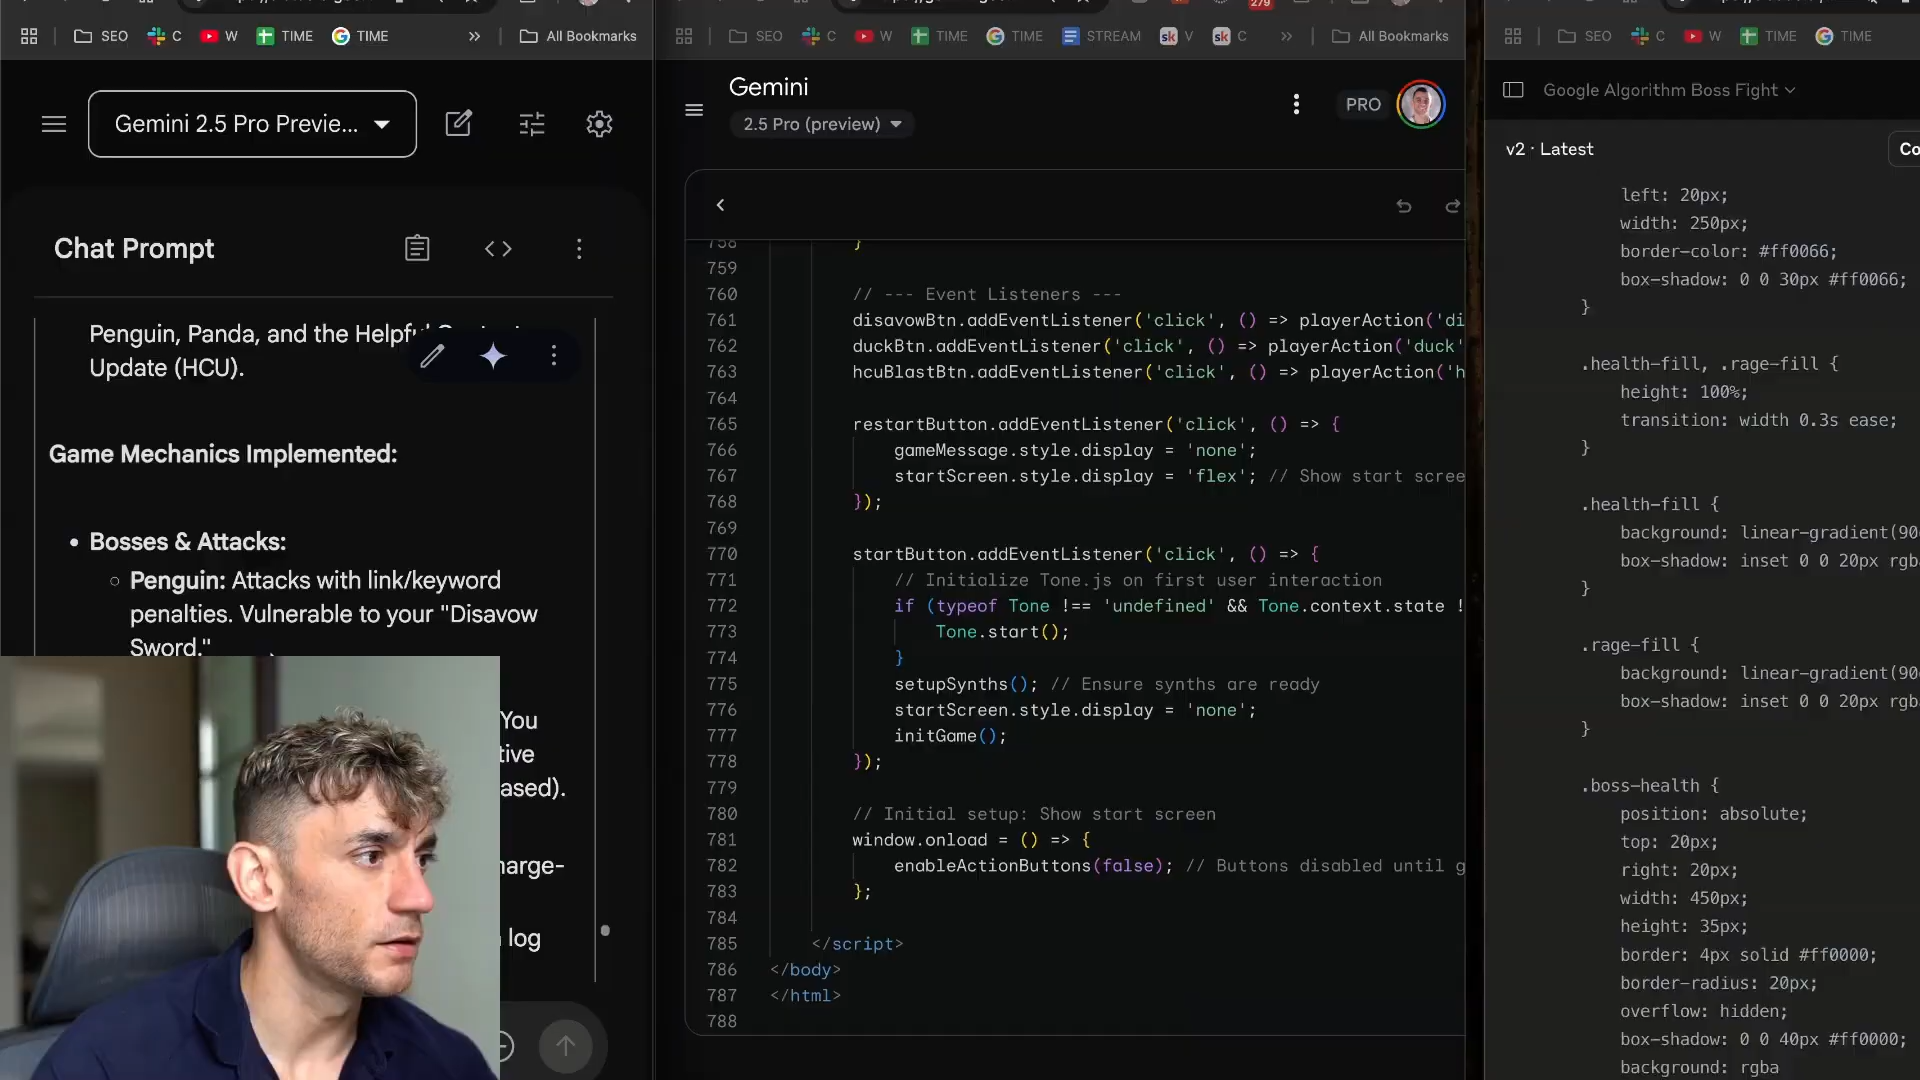 SEO
C
W
TIME
TIME
»
All Bookmarks
SEO
C
W
TIME
TIME
STREAM
sk V
sk C
»
279
All Bookmarks
SEO
C
W
TIME
TIME
Gemini 2.5 Pro Previe...
Chat Prompt
Penguin, Panda, and the
Update (HCU).
Game Mechanics Implemented:
• Bosses & Attacks:
○ Penguin: Attacks with link/keyword
penalties. Vulnerable to your "Disavow
Sword."
You
tive
ased).
harge-
log
Gemini
2.5 Pro (preview)
PRO
758 }
759
760 // --- Event Listeners ---
761 disavowBtn.addEventListener('click', () => playerAction('di
762 duckBtn.addEventListener('click', () => playerAction('duck'
763 hcuBlastBtn.addEventListener('click', () => playerAction('h
764
765 restartButton.addEventListener('click', () => {
766 gameMessage.style.display = 'none';
767 startScreen.style.display = 'flex'; // Show start scree
768 });
769
770 startButton.addEventListener('click', () => {
771 // Initialize Tone.js on first user interaction
772 if (typeof Tone !== 'undefined' && Tone.context.state !
773 Tone.start();
774 }
775 setupSynths(); // Ensure synths are ready
776 startScreen.style.display = 'none';
777 initGame();
778 });
779
780 // Initial setup: Show start screen
781 window.onload = () => {
782 enableActionButtons(false); // Buttons disabled until g
783 };
784
785 </script>
786 </body>
787 </html>
788
Google Algorithm Boss Fight
v2 · Latest
Co
left: 20px;
width: 250px;
border-color: #ff0066;
box-shadow: 0 0 30px #ff0066;
}
.health-fill, .rage-fill {
height: 100%;
transition: width 0.3s ease;
}
.health-fill {
background: linear-gradient(90
box-shadow: inset 0 0 20px rgb
}
.rage-fill {
background: linear-gradient(90
box-shadow: inset 0 0 20px rgb
}
.boss-health {
position: absolute;
top: 20px;
right: 20px;
width: 450px;
height: 35px;
border: 4px solid #ff0000;
border-radius: 20px;
overflow: hidden;
box-shadow: 0 0 40px #ff0000;
background: rgba